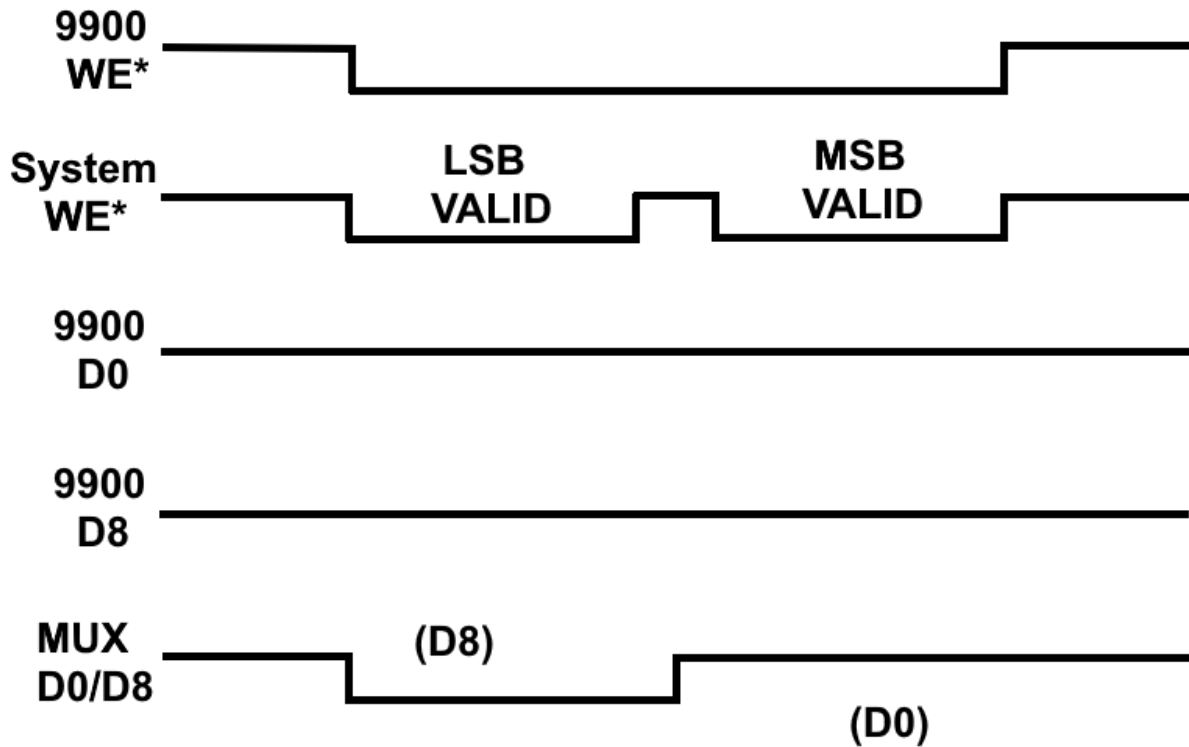 9900
WE*
System
WE*
LSB
VALID
MSB
VALID
9900
D0
9900
D8
MUX
D0/D8
(D8)
(D0)